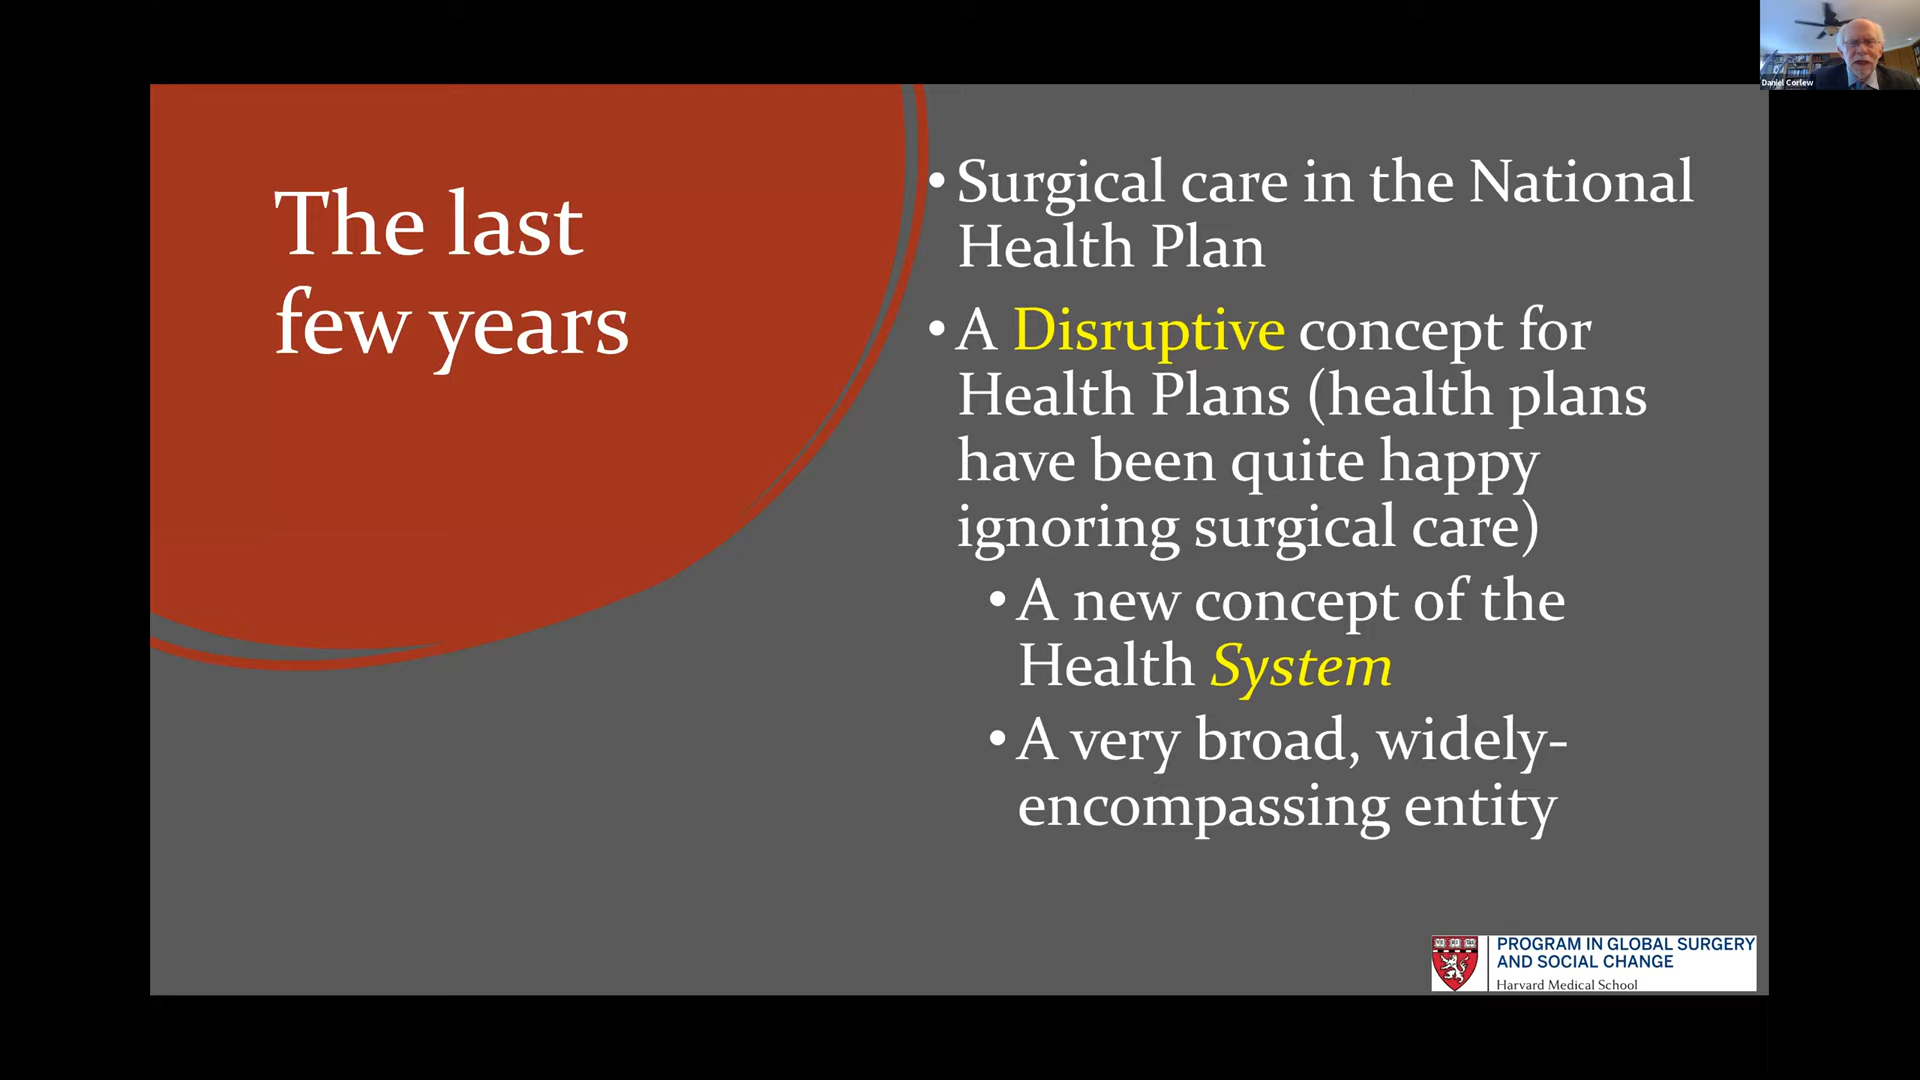 Daniel Corlew
The last
few years
• Surgical care in the National
Health Plan
• A Disruptive concept for
Health Plans (health plans
have been quite happy
ignoring surgical care)
• A new concept of the
Health System
• A very broad, widely-
encompassing entity
PROGRAM IN GLOBAL SURGERY
AND SOCIAL CHANGE
Harvard Medical School